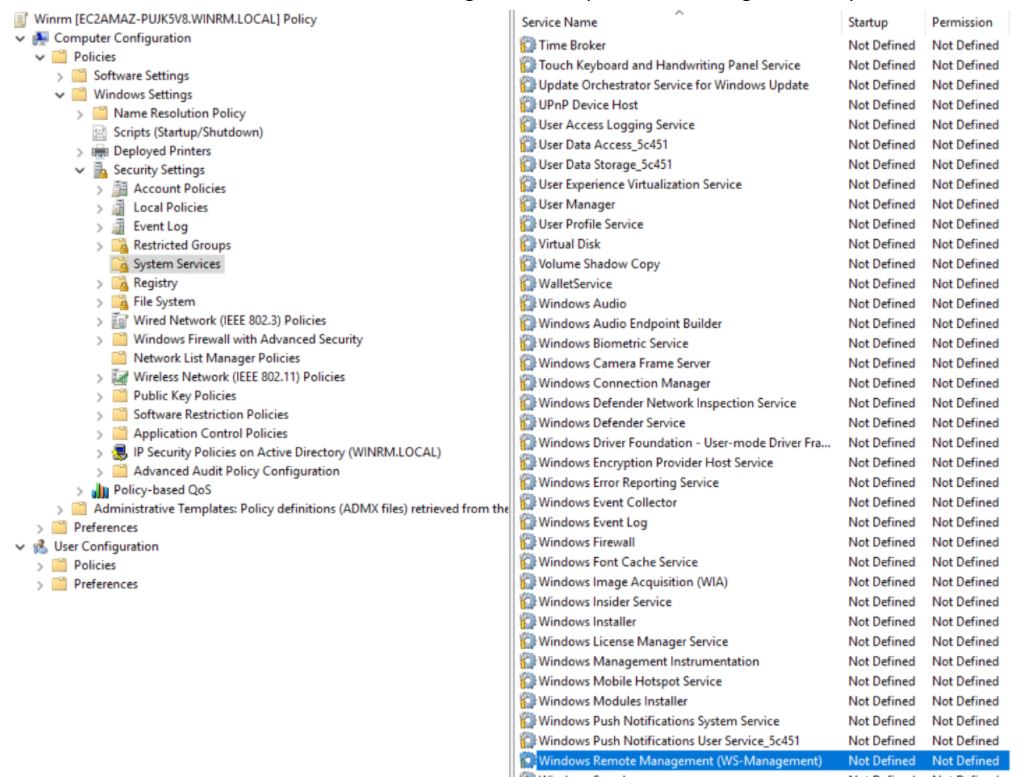 Winrm [EC2AMAZ-PUJK5V8.WINRM.LOCAL] Policy
Computer Configuration
Policies
Software Settings
Windows Settings
Name Resolution Policy
Scripts (Startup/Shutdown)
Deployed Printers
Security Settings
Account Policies
Local Policies
Event Log
Restricted Groups
System Services
Registry
File System
Wired Network (IEEE 802.3) Policies
Windows Firewall with Advanced Security
Network List Manager Policies
Wireless Network (IEEE 802.11) Policies
Public Key Policies
Software Restriction Policies
Application Control Policies
IP Security Policies on Active Directory (WINRM.LOCAL)
Advanced Audit Policy Configuration
Policy-based QoS
Administrative Templates: Policy definitions (ADMX files) retrieved from the
Preferences
User Configuration
Policies
Preferences
Service Name Startup Permission
Time Broker Not Defined Not Defined
Touch Keyboard and Handwriting Panel Service Not Defined Not Defined
Update Orchestrator Service for Windows Update Not Defined Not Defined
UPnP Device Host Not Defined Not Defined
User Access Logging Service Not Defined Not Defined
User Data Access_5c451 Not Defined Not Defined
User Data Storage_5c451 Not Defined Not Defined
User Experience Virtualization Service Not Defined Not Defined
User Manager Not Defined Not Defined
User Profile Service Not Defined Not Defined
Virtual Disk Not Defined Not Defined
Volume Shadow Copy Not Defined Not Defined
WalletService Not Defined Not Defined
Windows Audio Not Defined Not Defined
Windows Audio Endpoint Builder Not Defined Not Defined
Windows Biometric Service Not Defined Not Defined
Windows Camera Frame Server Not Defined Not Defined
Windows Connection Manager Not Defined Not Defined
Windows Defender Network Inspection Service Not Defined Not Defined
Windows Defender Service Not Defined Not Defined
Windows Driver Foundation - User-mode Driver Fra... Not Defined Not Defined
Windows Encryption Provider Host Service Not Defined Not Defined
Windows Error Reporting Service Not Defined Not Defined
Windows Event Collector Not Defined Not Defined
Windows Event Log Not Defined Not Defined
Windows Firewall Not Defined Not Defined
Windows Font Cache Service Not Defined Not Defined
Windows Image Acquisition (WIA) Not Defined Not Defined
Windows Insider Service Not Defined Not Defined
Windows Installer Not Defined Not Defined
Windows License Manager Service Not Defined Not Defined
Windows Management Instrumentation Not Defined Not Defined
Windows Mobile Hotspot Service Not Defined Not Defined
Windows Modules Installer Not Defined Not Defined
Windows Push Notifications System Service Not Defined Not Defined
Windows Push Notifications User Service_5c451 Not Defined Not Defined
Windows Remote Management (WS-Management) Not Defined Not Defined